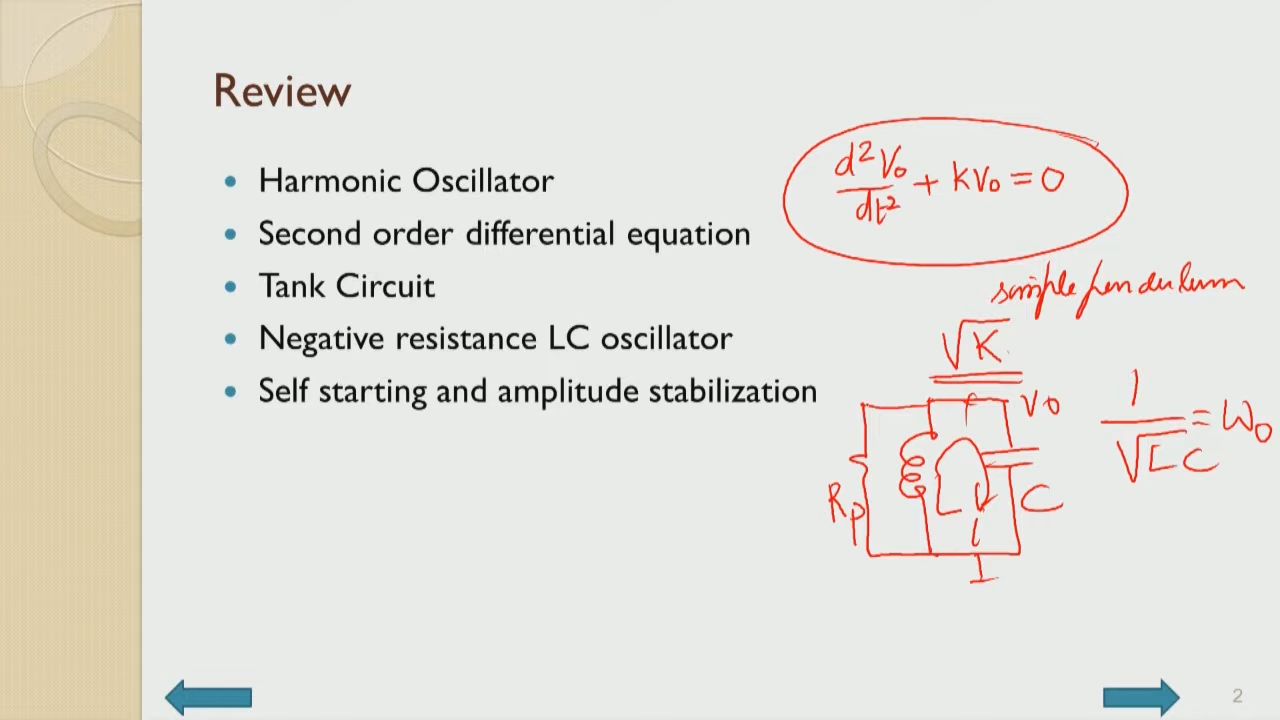 Review
• Harmonic Oscillator
• Second order differential equation
• Tank Circuit
• Negative resistance LC oscillator
• Self starting and amplitude stabilization
d²V₀/dt² + kV₀ = 0
simple pendulum
√K
V0
1/√LC = ω₀
Rp
C
I
2